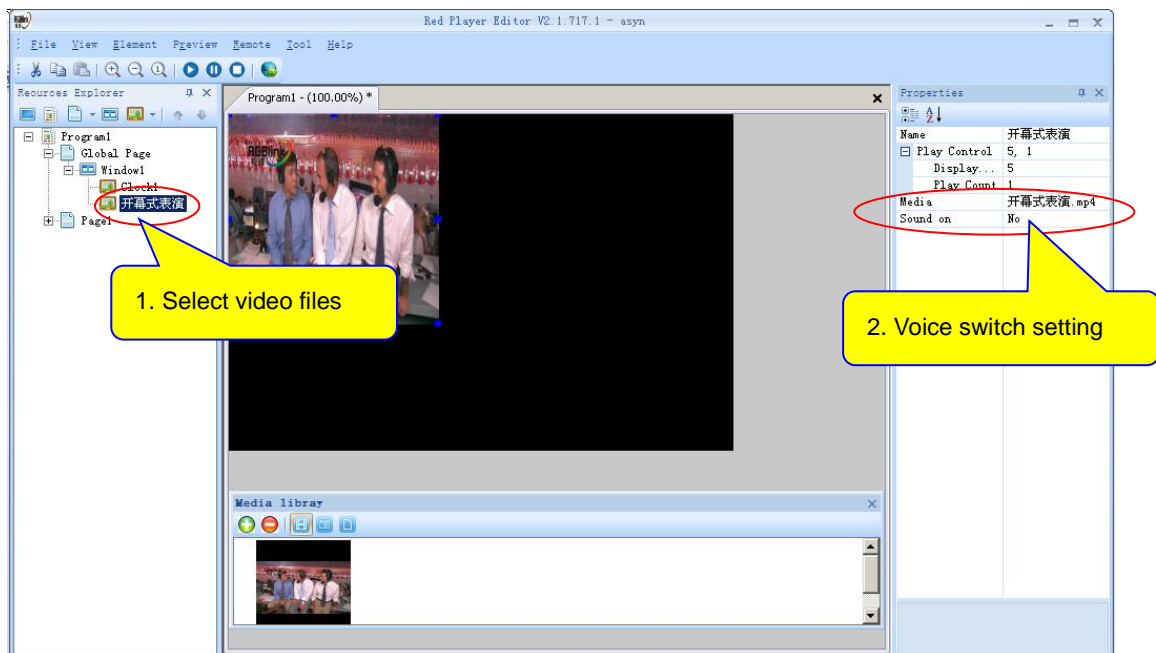 Red Player Editor V2.1.717.1 - asyn
File View Element Preview Remote Tool Help
Reources Explorer
Program1
Global Page
Window1
Clock1
开幕式表演
Page1
1. Select video files
Program1 - (100.00%) *
RGBlink
Media library
Properties
Name 开幕式表演
Play Control 5, 1
Display... 5
Play Count 1
Media 开幕式表演.mp4
Sound on No
2. Voice switch setting